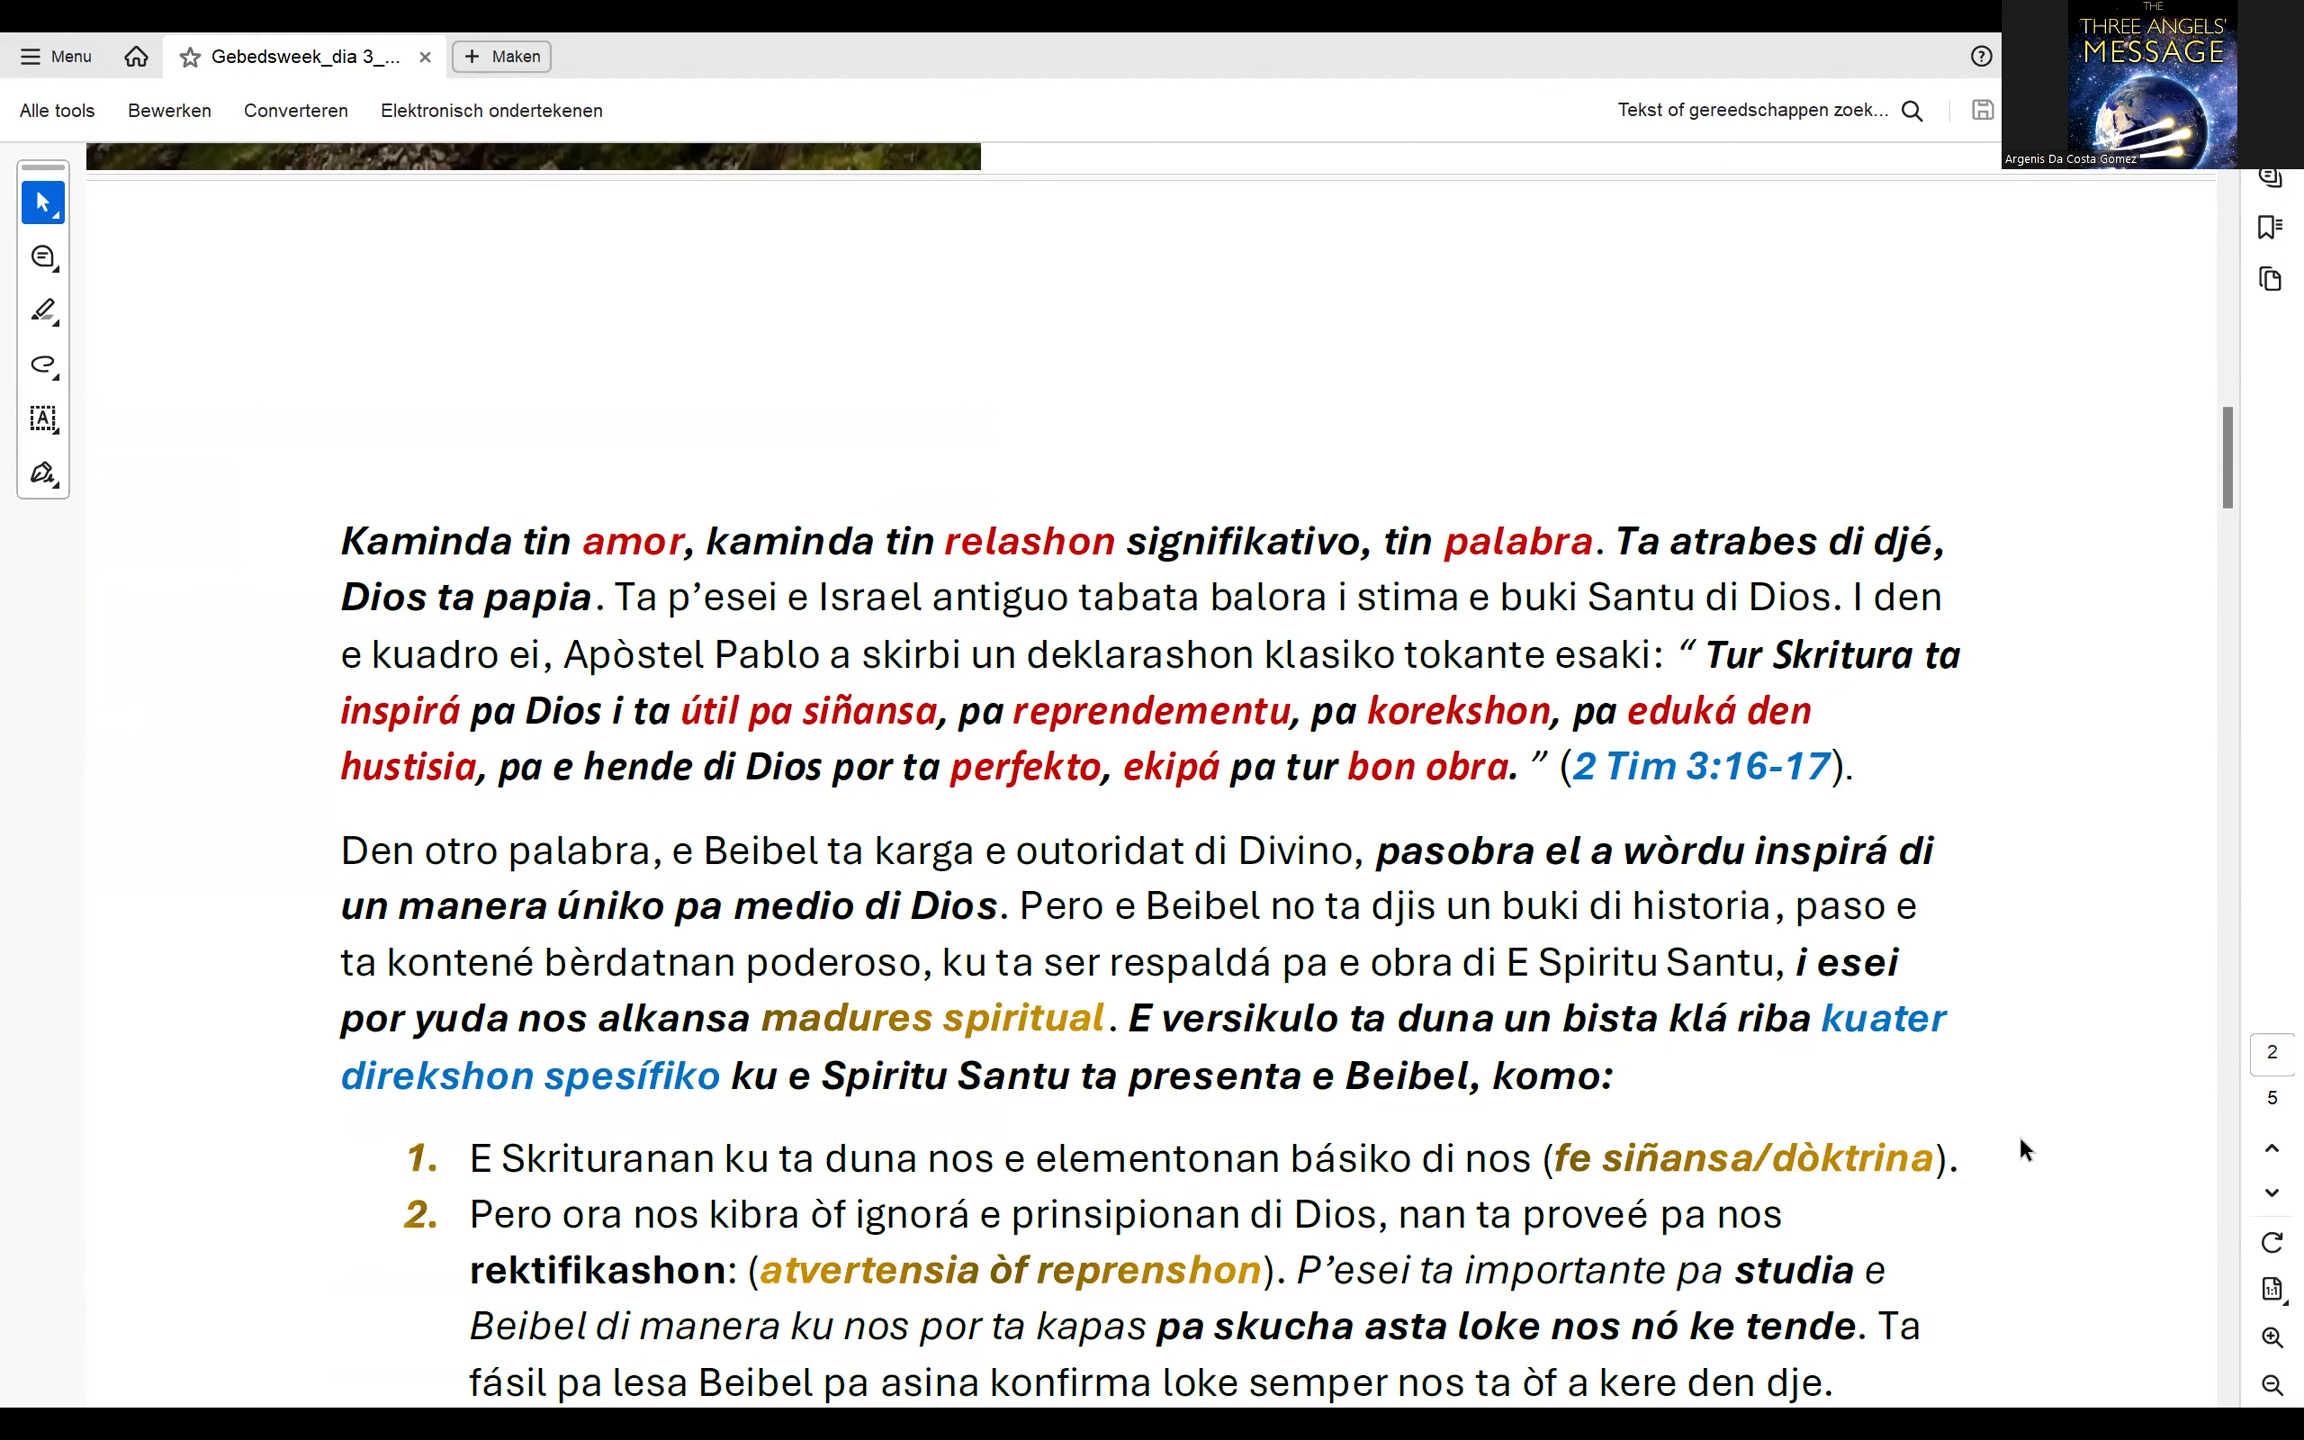 THE
THREE ANGELS'
MESSAGE
Argenis Da Costa Gomez
Menu
Gebedsweek_dia 3_...
Maken
Alle tools
Bewerken
Converteren
Elektronisch ondertekenen
Tekst of gereedschappen zoek...
Kaminda tin amor, kaminda tin relashon signifikativo, tin palabra. Ta atrabes di djé,
Dios ta papia. Ta p’esei e Israel antiguo tabata balora i stima e buki Santu di Dios. I den
e kuadro ei, Apòstel Pablo a skirbi un deklarashon klasiko tokante esaki: “ Tur Skritura ta
inspirá pa Dios i ta útil pa siñansa, pa reprendementu, pa korekshon, pa eduká den
hustisia, pa e hende di Dios por ta perfekto, ekipá pa tur bon obra. ” (2 Tim 3:16-17).
Den otro palabra, e Beibel ta karga e outoridat di Divino, pasobra el a wòrdu inspirá di
un manera úniko pa medio di Dios. Pero e Beibel no ta djis un buki di historia, paso e
ta kontené bèrdatnan poderoso, ku ta ser respaldá pa e obra di E Spiritu Santu, i esei
por yuda nos alkansa madures spiritual. E versikulo ta duna un bista klá riba kuater
direkshon spesífiko ku e Spiritu Santu ta presenta e Beibel, komo:
1. E Skrituranan ku ta duna nos e elementonan básiko di nos (fe siñansa/dòktrina).
2. Pero ora nos kibra òf ignorá e prinsipionan di Dios, nan ta proveé pa nos
rektifikashon: (atvertensia òf reprenshon). P’esei ta importante pa studia e
Beibel di manera ku nos por ta kapas pa skucha asta loke nos nó ke tende. Ta
fásil pa lesa Beibel pa asina konfirma loke semper nos ta òf a kere den dje.
2
5